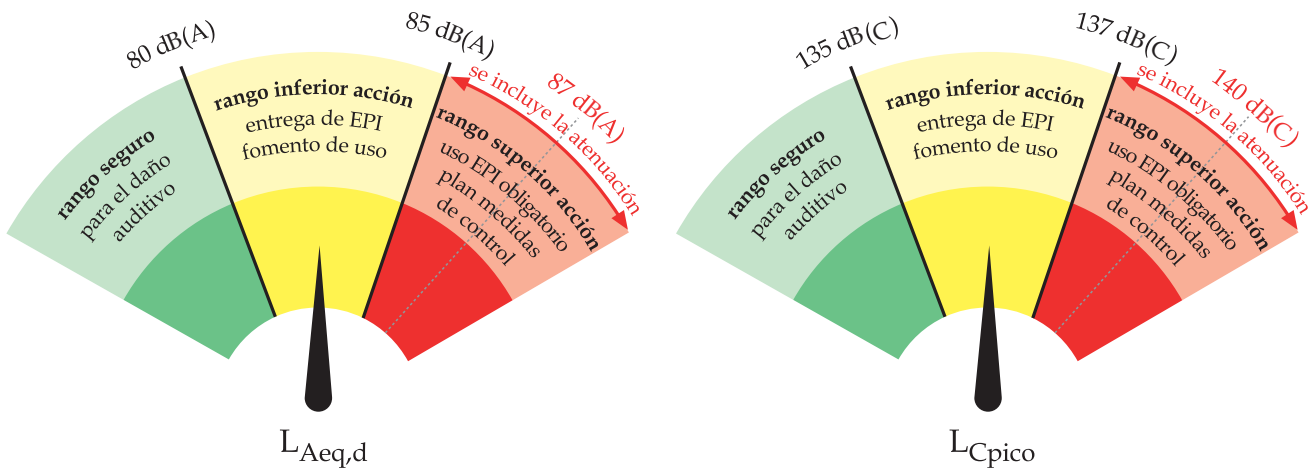 80 dB(A)
85 dB(A)
87 dB(A)
se incluye la atenuación
rango seguro
para el daño
auditivo
rango inferior acción
entrega de EPI
fomento de uso
rango superior acción
uso EPI obligatorio
plan medidas
de control
L_Aeq,d
135 dB(C)
137 dB(C)
140 dB(C)
se incluye la atenuación
rango seguro
para el daño
auditivo
rango inferior acción
entrega de EPI
fomento de uso
rango superior acción
uso EPI obligatorio
plan medidas
de control
L_Cpico